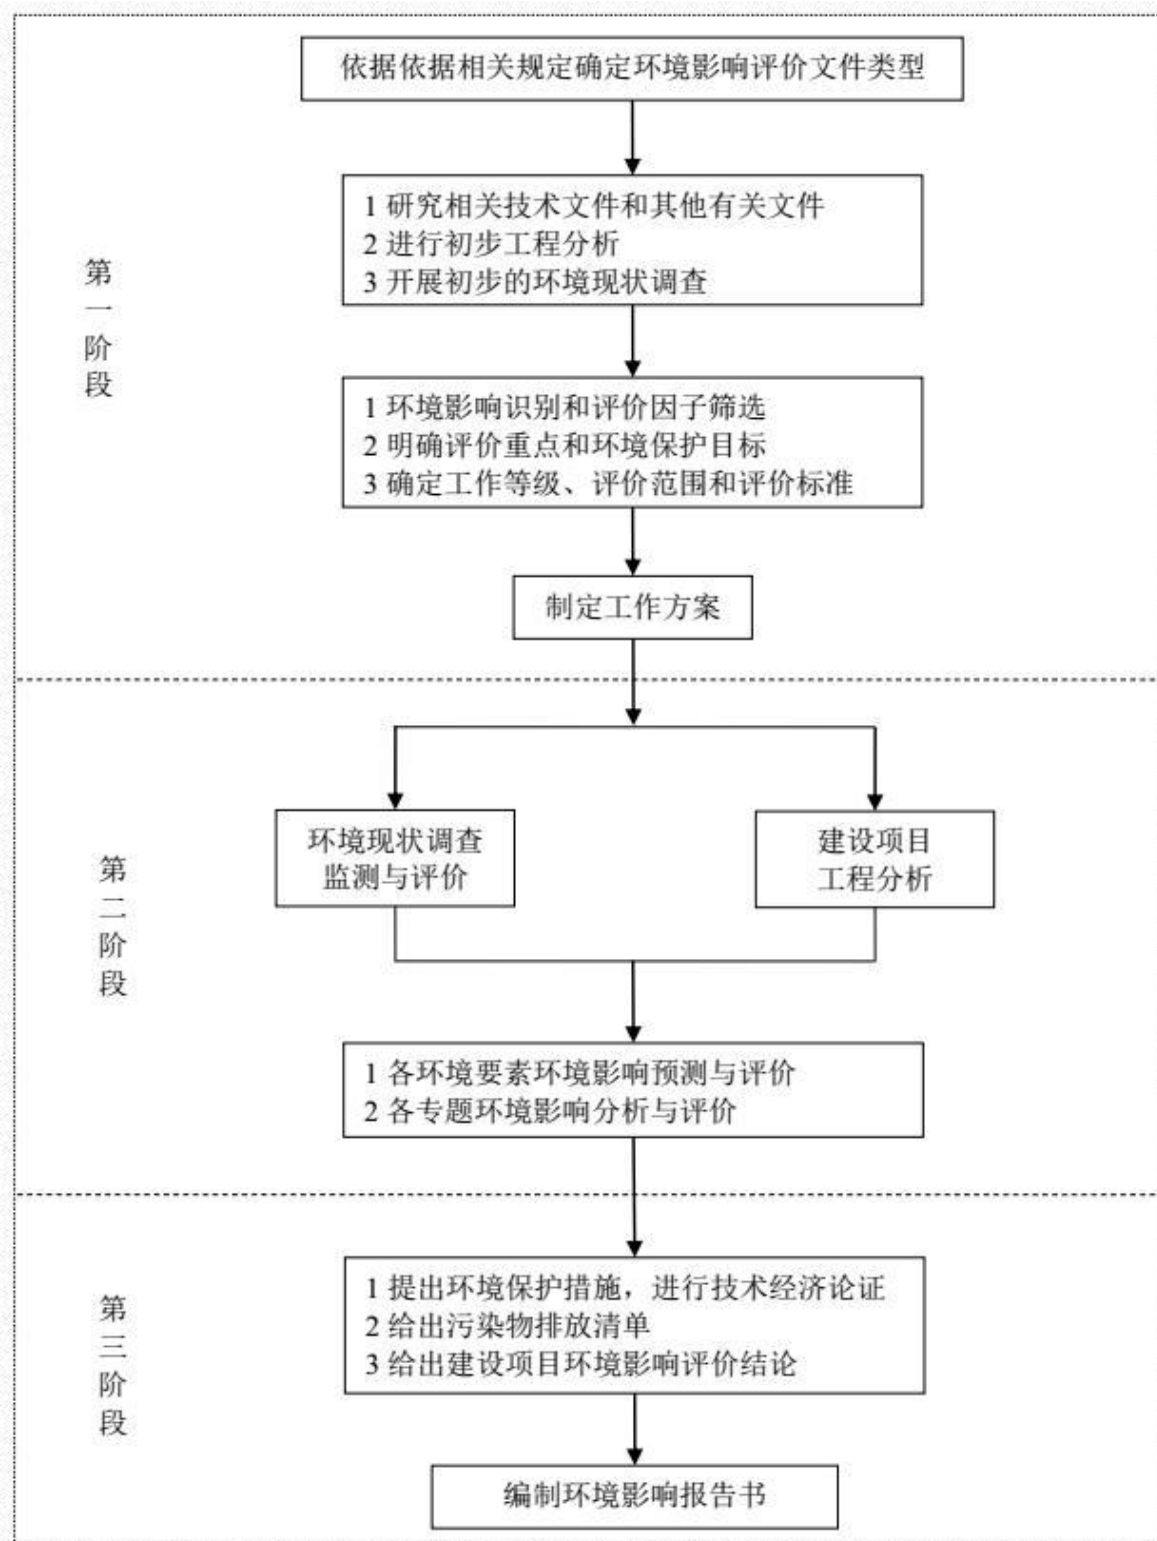 依据依据相关规定确定环境影响评价文件类型
1 研究相关技术文件和其他有关文件
2 进行初步工程分析
3 开展初步的环境现状调查
第一阶段
1 环境影响识别和评价因子筛选
2 明确评价重点和环境保护目标
3 确定工作等级、评价范围和评价标准
制定工作方案
环境现状调查
监测与评价
建设项目
工程分析
第二阶段
1 各环境要素环境影响预测与评价
2 各专题环境影响分析与评价
1 提出环境保护措施，进行技术经济论证
2 给出污染物排放清单
3 给出建设项目环境影响评价结论
第三阶段
编制环境影响报告书